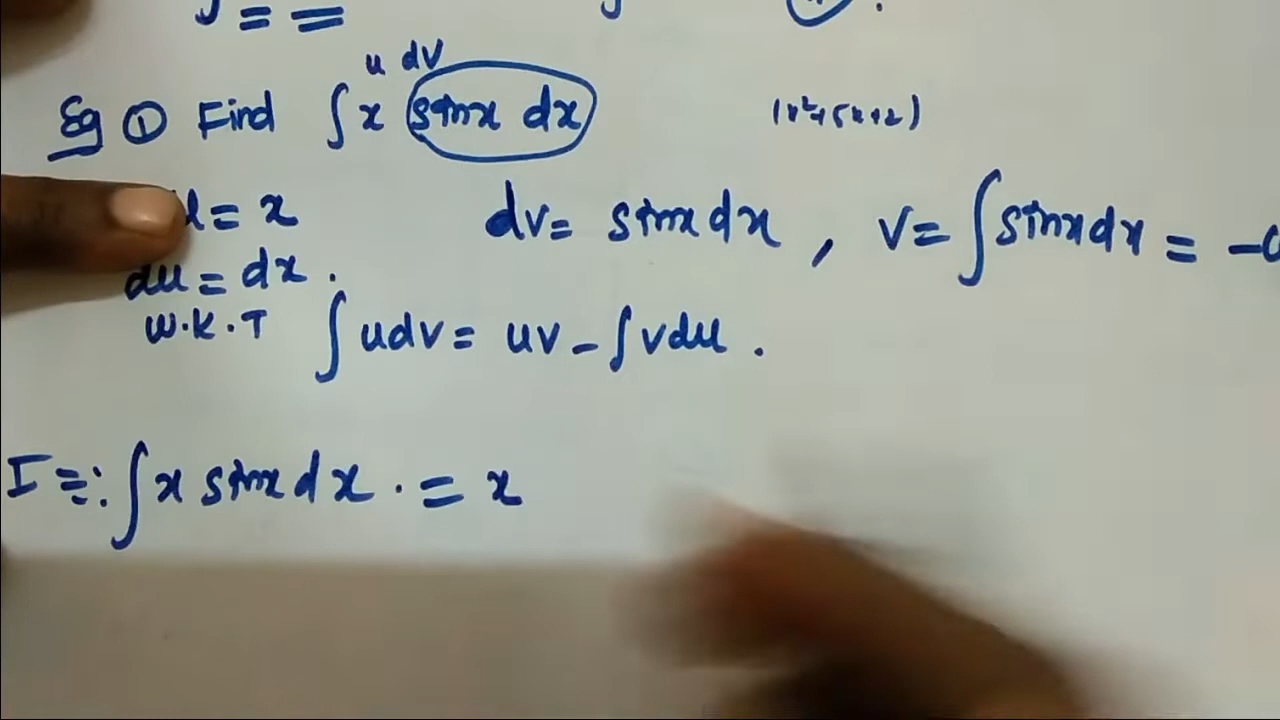 u dv
Eg ① Find ∫ x sinx dx
u = x dv = sinx dx , v = ∫ sinx dx = -
du = dx .
W.K.T ∫ udv = uv - ∫ vdu .
I = ∫ x sinx dx . = x